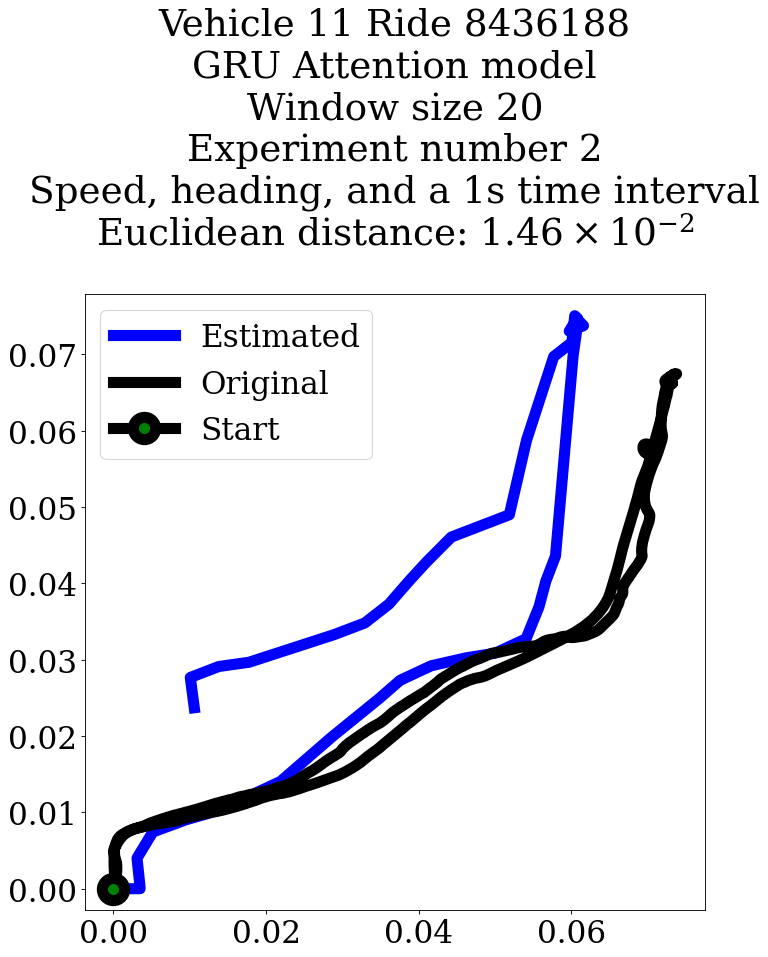 Vehicle 11 Ride 8436188
GRU Attention model
Window size 20
Experiment number 2
Speed, heading, and a 1s time interval
Euclidean distance: 1.46 × 10⁻²
Estimated
Original
Start
0.07
0.06
0.05
0.04
0.03
0.02
0.01
0.00
0.00 0.02 0.04 0.06